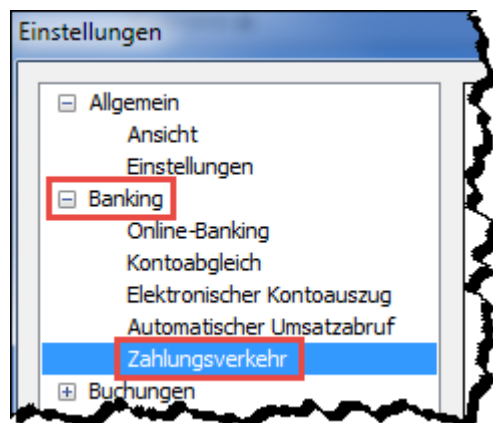 Einstellungen
Allgemein
Ansicht
Einstellungen
Banking
Online-Banking
Kontoabgleich
Elektronischer Kontoauszug
Automatischer Umsatzabruf
Zahlungsverkehr
Buchungen